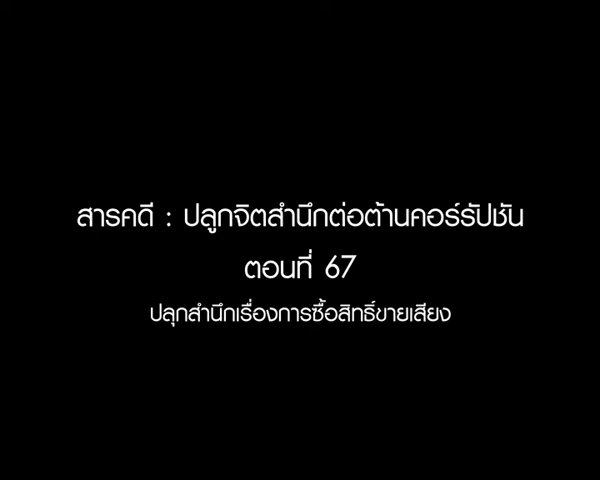 สารคดี : ปลูกจิตสำนึกต่อต้านคอร์รัปชัน
ตอนที่ 67
ปลุกสำนึกเรื่องการซื้อสิทธิ์ขายเสียง